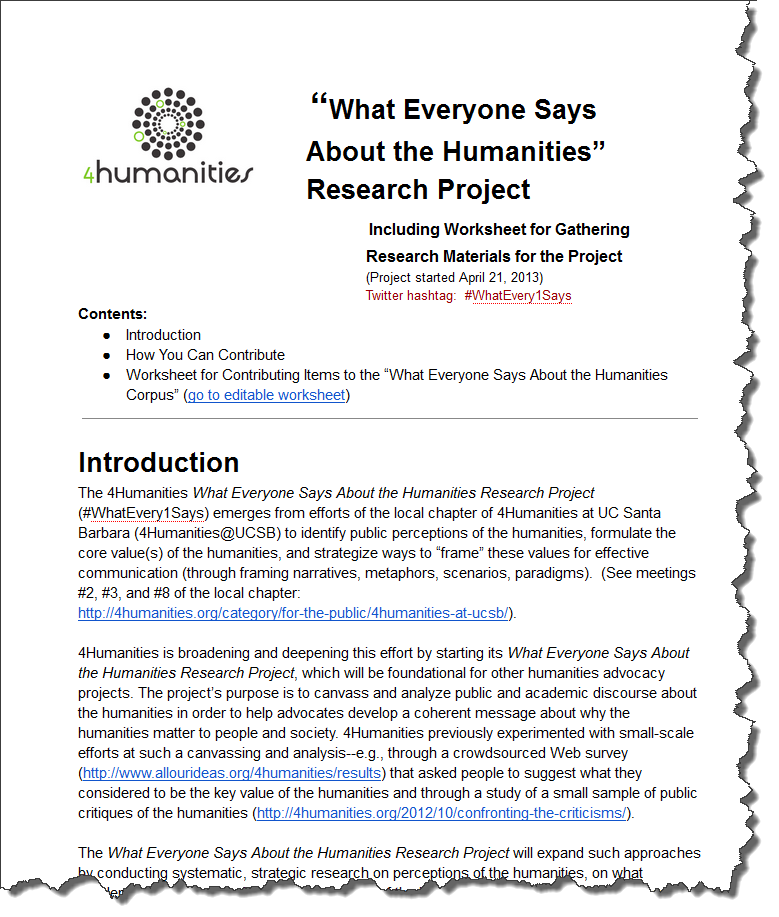 4humanities
“What Everyone Says
About the Humanities”
Research Project
Including Worksheet for Gathering
Research Materials for the Project
(Project started April 21, 2013)
Twitter hashtag:  #WhatEvery1Says
Contents:
● Introduction
● How You Can Contribute
● Worksheet for Contributing Items to the “What Everyone Says About the Humanities
Corpus” (go to editable worksheet)
Introduction
The 4Humanities What Everyone Says About the Humanities Research Project
(#WhatEvery1Says) emerges from efforts of the local chapter of 4Humanities at UC Santa
Barbara (4Humanities@UCSB) to identify public perceptions of the humanities, formulate the
core value(s) of the humanities, and strategize ways to “frame” these values for effective
communication (through framing narratives, metaphors, scenarios, paradigms).  (See meetings
#2, #3, and #8 of the local chapter:
http://4humanities.org/category/for-the-public/4humanities-at-ucsb/).
4Humanities is broadening and deepening this effort by starting its What Everyone Says About
the Humanities Research Project, which will be foundational for other humanities advocacy
projects. The project’s purpose is to canvass and analyze public and academic discourse about
the humanities in order to help advocates develop a coherent message about why the
humanities matter to people and society. 4Humanities previously experimented with small-scale
efforts at such a canvassing and analysis--e.g., through a crowdsourced Web survey
(http://www.allourideas.org/4humanities/results) that asked people to suggest what they
considered to be the key value of the humanities and through a study of a small sample of public
critiques of the humanities (http://4humanities.org/2012/10/confronting-the-criticisms/).
The What Everyone Says About the Humanities Research Project will expand such approaches
by conducting systematic, strategic research on perceptions of the humanities, on what